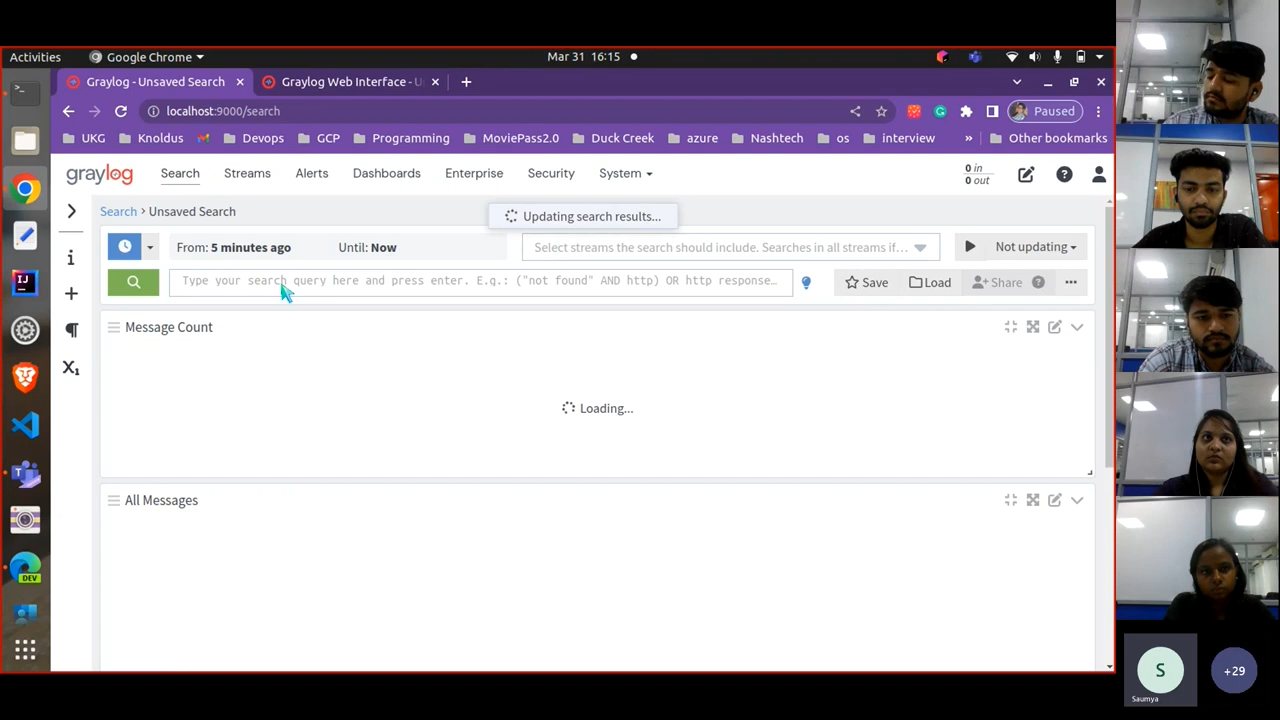 Activities Google Chrome Mar 31 16:15
Graylog - Unsaved Search Graylog Web Interface - U
localhost:9000/search Paused
UKG Knoldus Devops GCP Programming MoviePass2.0 Duck Creek azure Nashtech os interview » Other bookmarks
graylog Search Streams Alerts Dashboards Enterprise Security System 0 in
0 out
Search > Unsaved Search
Updating search results...
From: 5 minutes ago Until: Now Select streams the search should include. Searches in all streams if... Not updating
Type your search query here and press enter. E.g.: ("not found" AND http) OR http response... Save Load Share
Message Count
Loading...
All Messages
DEV
S
Saumya
+29